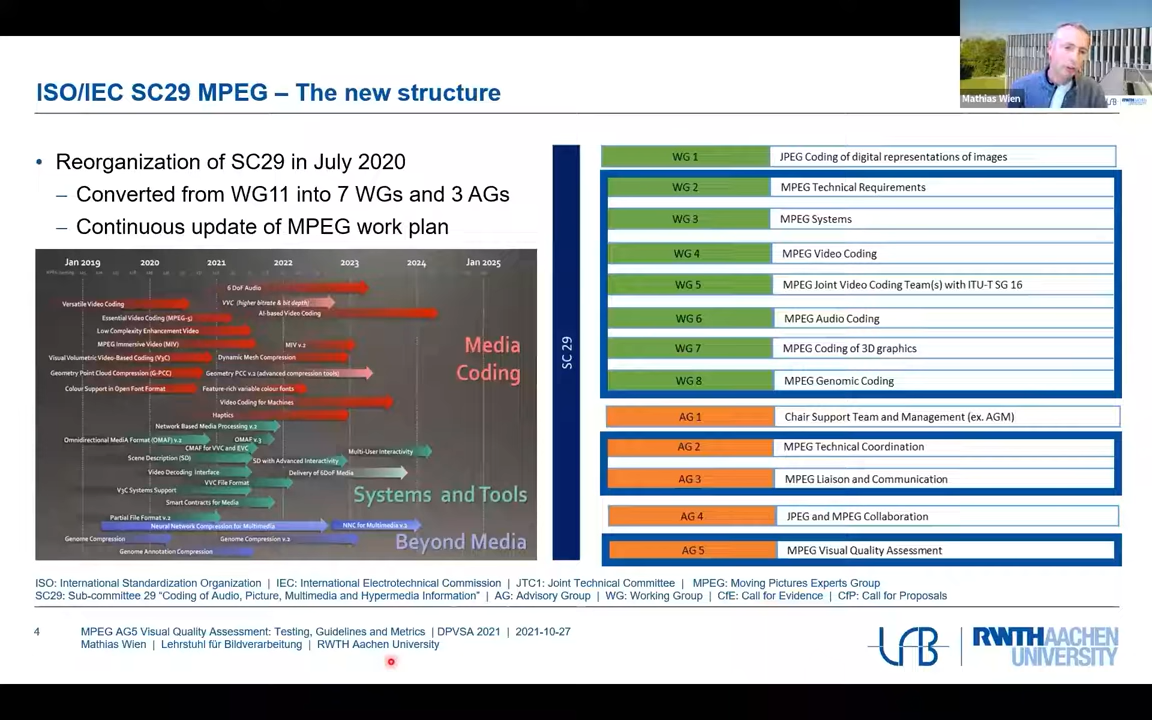 Mathias Wien
ISO/IEC SC29 MPEG – The new structure
• Reorganization of SC29 in July 2020
– Converted from WG11 into 7 WGs and 3 AGs
– Continuous update of MPEG work plan
Jan 2019 2020 2021 2022 2023 2024 Jan 2025
6 DoF Audio
Versatile Video Coding
VVC (higher bitrate & bit depth)
AI-based Video Coding
Essential Video Coding (MPEG-5)
Low Complexity Enhancement Video
MPEG Immersive Video (MIV)
MIV v.2
Visual Volumetric Video-Based Coding (V3C)
Dynamic Mesh Compression
Geometry Point Cloud Compression (G-PCC)
Geometry PCC v.2 (advanced compression tools)
Colour Support in Open Font Format
Feature-rich variable colour fonts
Video Coding for Machines
Haptics
Media
Coding
Network Based Media Processing v.2
Omnidirectional MediA Format (OMAF) v.2
OMAF v.3
CMAF for VVC and EVC
Multi-User Interactivity
Scene Description (SD)
SD with Advanced Interactivity
Video Decoding Interface
Delivery of 6DoF Media
VVC File Format
V3C Systems Support
Smart Contracts for Media
Systems and Tools
Partial File Format v.2
Neural Network Compression for Multimedia
NNC for Multimedia v.2
Genome Compression
Genome Compression v.2
Genome Annotation Compression
Beyond Media
SC 29
WG 1 JPEG Coding of digital representations of images
WG 2 MPEG Technical Requirements
WG 3 MPEG Systems
WG 4 MPEG Video Coding
WG 5 MPEG Joint Video Coding Team(s) with ITU-T SG 16
WG 6 MPEG Audio Coding
WG 7 MPEG Coding of 3D graphics
WG 8 MPEG Genomic Coding
AG 1 Chair Support Team and Management (ex. AGM)
AG 2 MPEG Technical Coordination
AG 3 MPEG Liaison and Communication
AG 4 JPEG and MPEG Collaboration
AG 5 MPEG Visual Quality Assessment
ISO: International Standardization Organization | IEC: International Electrotechnical Commission | JTC1: Joint Technical Committee | MPEG: Moving Pictures Experts Group
SC29: Sub-committee 29 “Coding of Audio, Picture, Multimedia and Hypermedia Information” | AG: Advisory Group | WG: Working Group | CfE: Call for Evidence | CfP: Call for Proposals
4 MPEG AG5 Visual Quality Assessment: Testing, Guidelines and Metrics | DPVSA 2021 | 2021-10-27
Mathias Wien | Lehrstuhl für Bildverarbeitung | RWTH Aachen University
LfB
RWTH AACHEN
UNIVERSITY